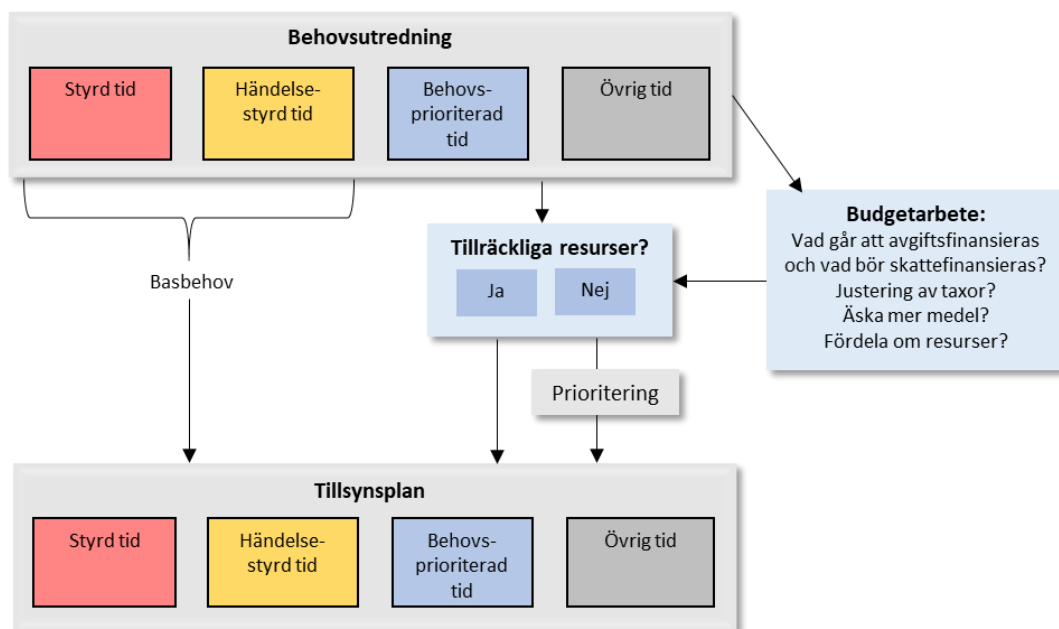 Behovsutredning
Styrd tid
Händelse-
styrd tid
Behovs-
prioriterad
tid
Övrig tid
Basbehov
Tillräckliga resurser?
Ja
Nej
Budgetarbete:
Vad går att avgiftsfinansieras
och vad bör skattefinansieras?
Justering av taxor?
Äska mer medel?
Fördela om resurser?
Prioritering
Tillsynsplan
Styrd tid
Händelse-
styrd tid
Behovs-
prioriterad
tid
Övrig tid